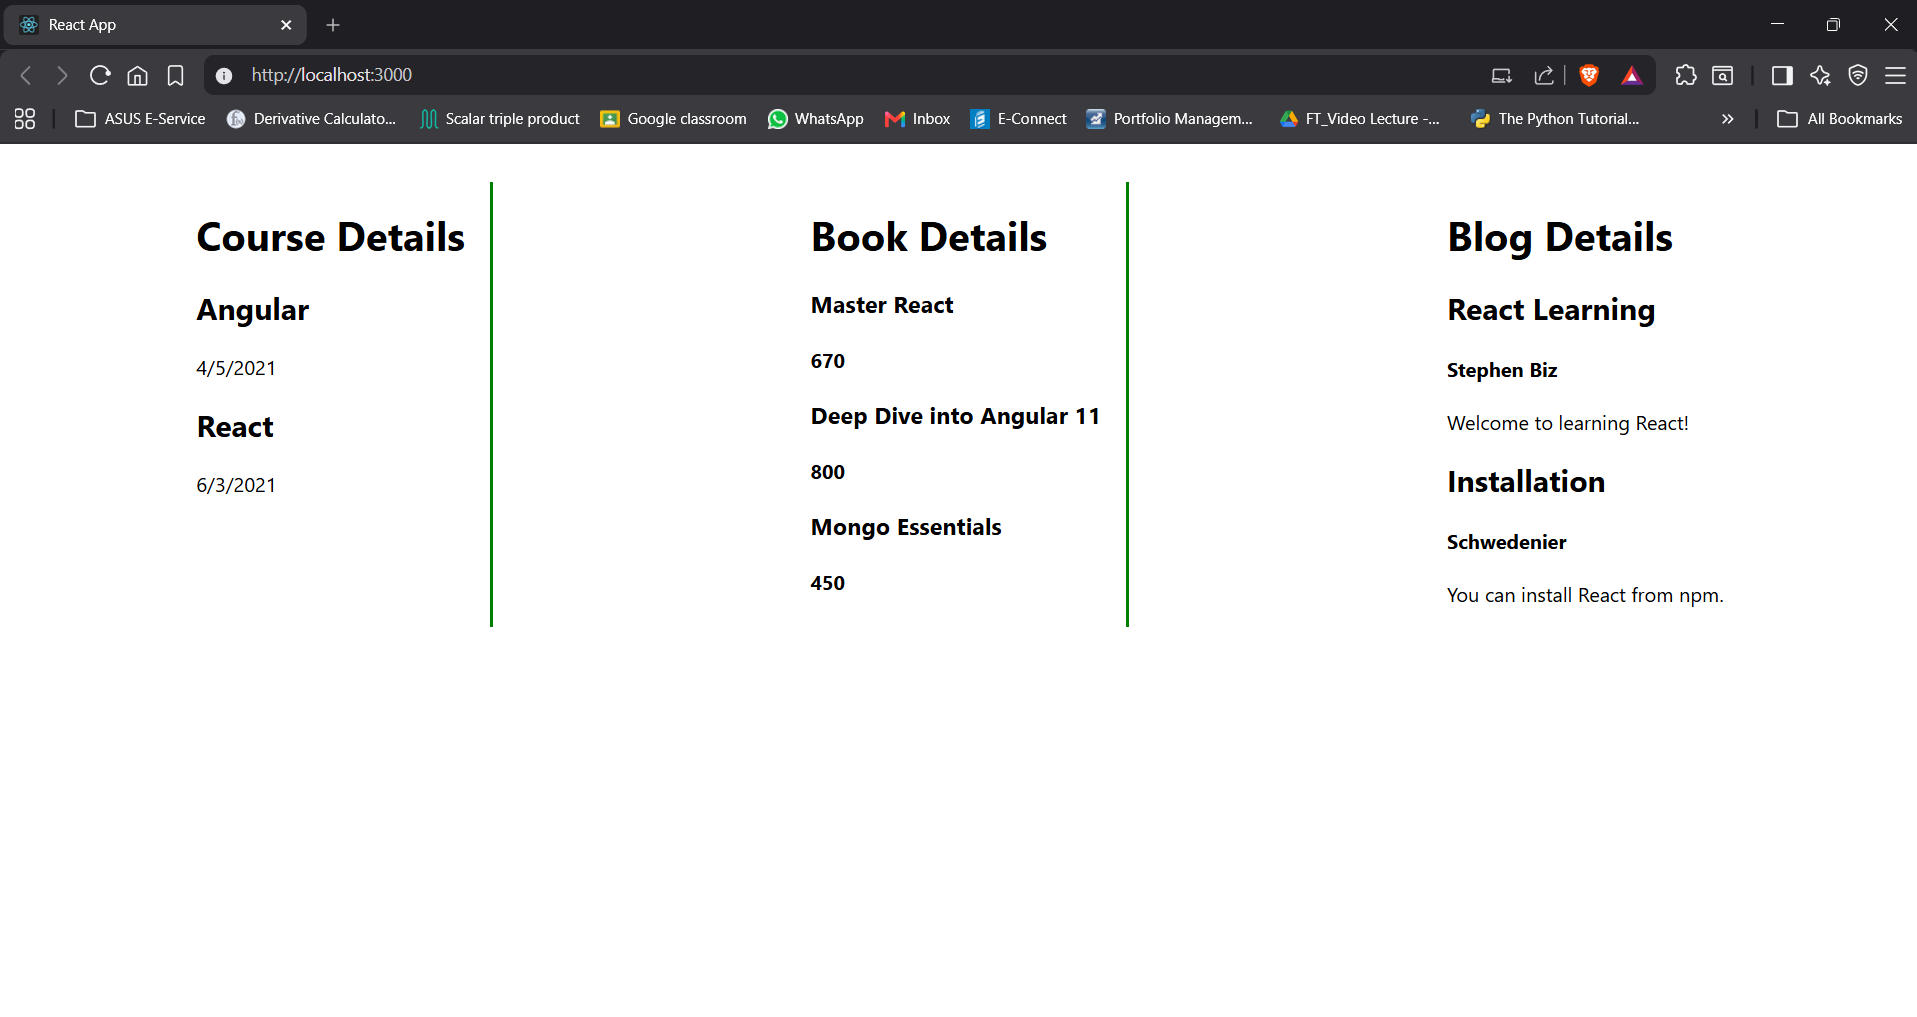 React App
http://localhost:3000
ASUS E-Service
Derivative Calculato...
Scalar triple product
Google classroom
WhatsApp
Inbox
E-Connect
Portfolio Managem...
FT_Video Lecture -...
The Python Tutorial...
»
All Bookmarks
Course Details
Angular
4/5/2021
React
6/3/2021
Book Details
Master React
670
Deep Dive into Angular 11
800
Mongo Essentials
450
Blog Details
React Learning
Stephen Biz
Welcome to learning React!
Installation
Schwedenier
You can install React from npm.